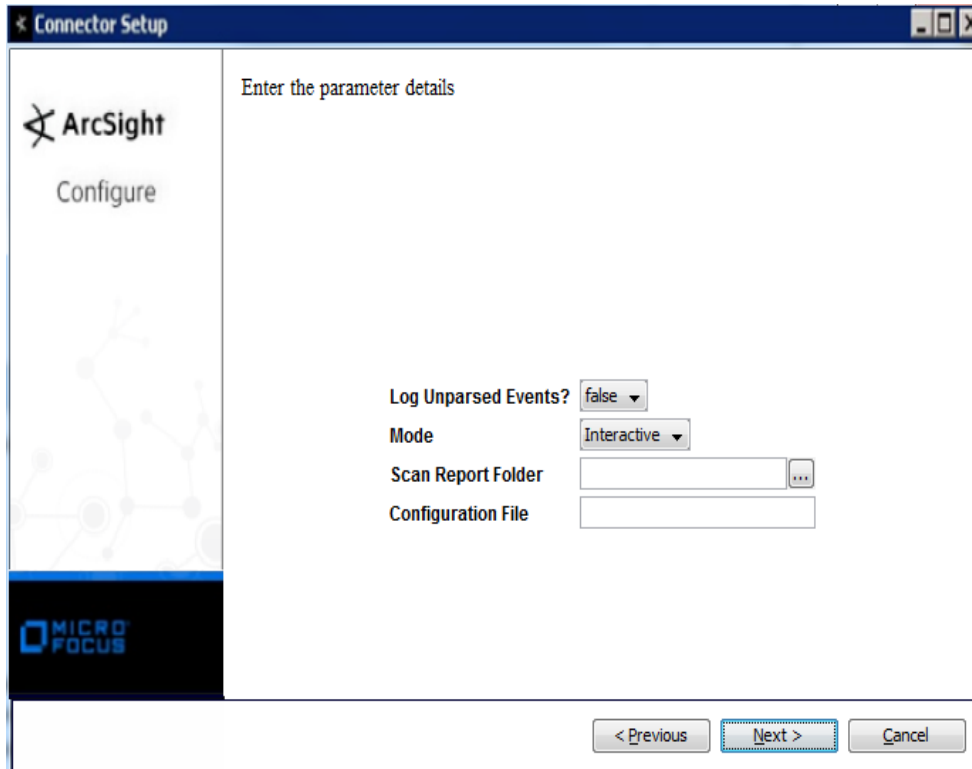 Connector Setup
ArcSight
Configure
Enter the parameter details
Log Unparsed Events? false
Mode Interactive
Scan Report Folder ...
Configuration File
MICRO
FOCUS
< Previous Next > Cancel